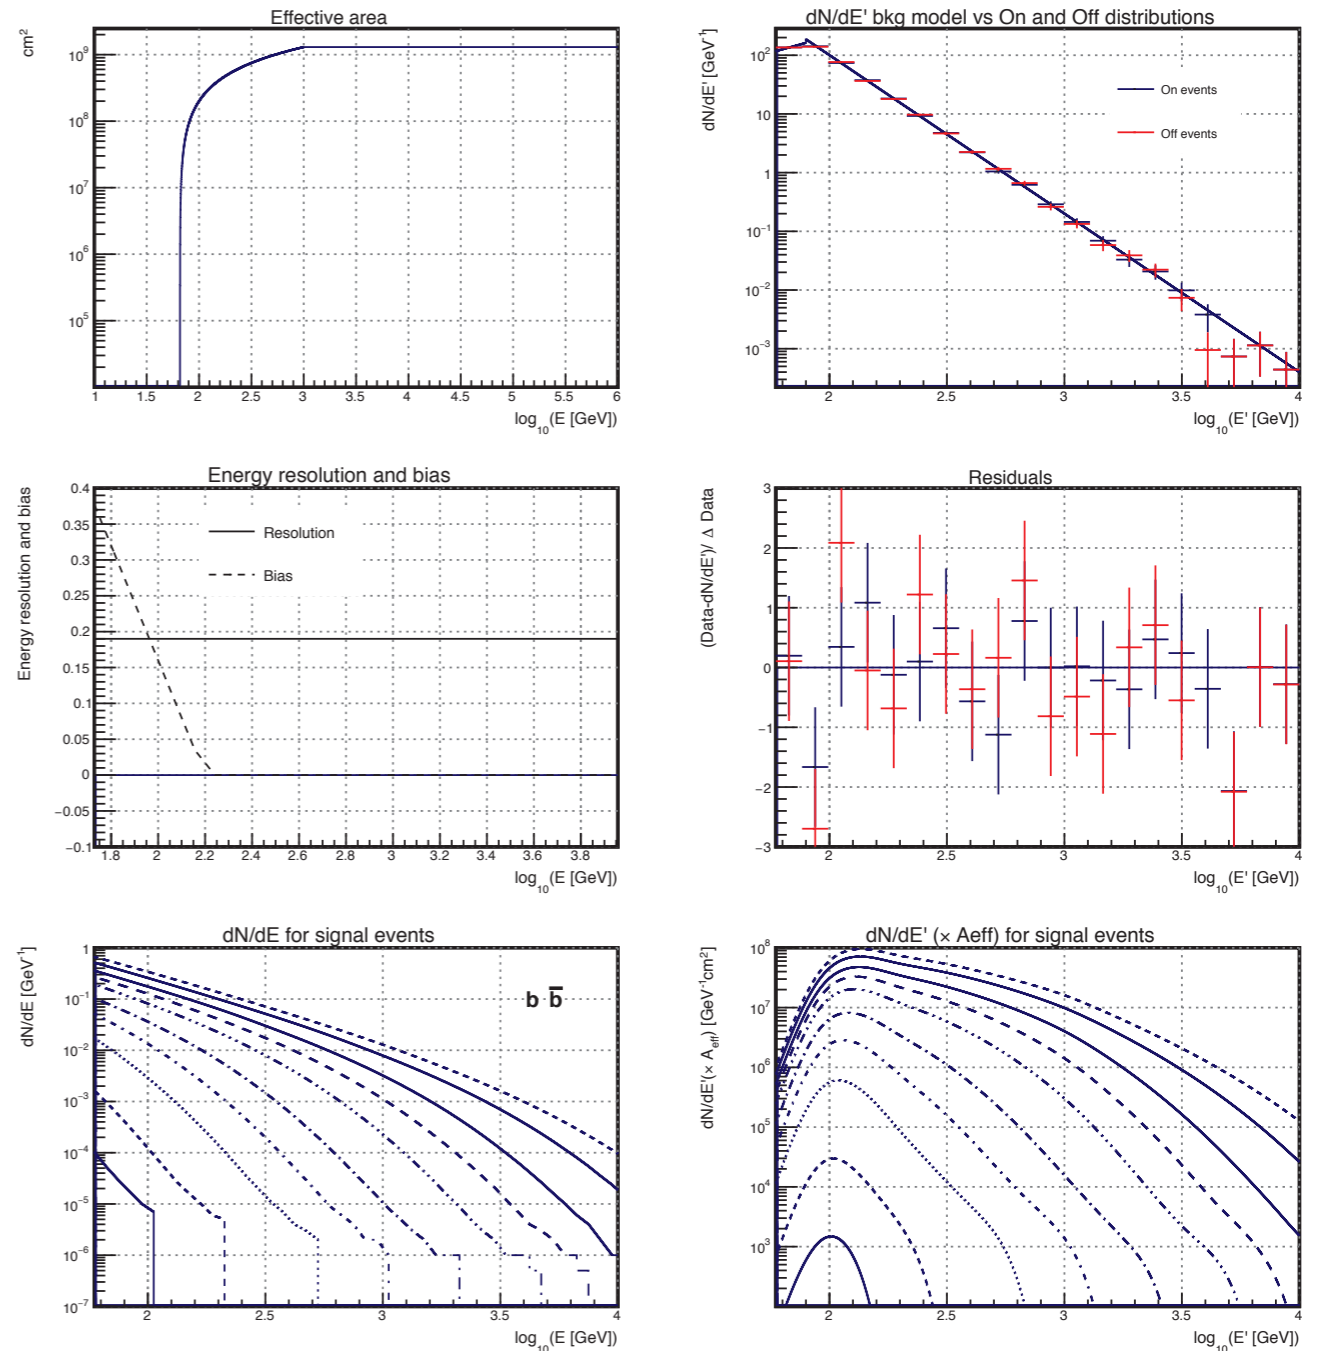 Effective area
cm²
10⁹
10⁸
10⁷
10⁶
10⁵
1 1.5 2 2.5 3 3.5 4 4.5 5 5.5 6
log₁₀(E [GeV])
dN/dE' bkg model vs On and Off distributions
dN/dE' [GeV⁻¹]
On events
Off events
10²
10
1
10⁻¹
10⁻²
10⁻³
2 2.5 3 3.5 4
log₁₀(E' [GeV])
Energy resolution and bias
Energy resolution and bias
Resolution
Bias
0.4
0.35
0.3
0.25
0.2
0.15
0.1
0.05
0
−0.05
−0.1
1.8 2 2.2 2.4 2.6 2.8 3 3.2 3.4 3.6 3.8
log₁₀(E [GeV])
Residuals
(Data-dN/dE')/ Δ Data
3
2
1
0
−1
−2
−3
2 2.5 3 3.5 4
log₁₀(E' [GeV])
dN/dE for signal events
dN/dE [GeV⁻¹]
b b̅
1
10⁻¹
10⁻²
10⁻³
10⁻⁴
10⁻⁵
10⁻⁶
10⁻⁷
2 2.5 3 3.5 4
log₁₀(E [GeV])
dN/dE' (× Aeff) for signal events
dN/dE'(× A_eff) [GeV⁻¹cm²]
10⁸
10⁷
10⁶
10⁵
10⁴
10³
2 2.5 3 3.5 4
log₁₀(E' [GeV])